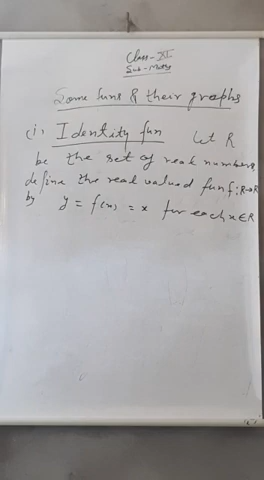 Class-XI
Sub-Maths
Some funs & their graphs
(i) Identity fun Let R
be the set of real numbers,
define the real valued fun f: R→R
by y = f(x) = x for each x ∈ R